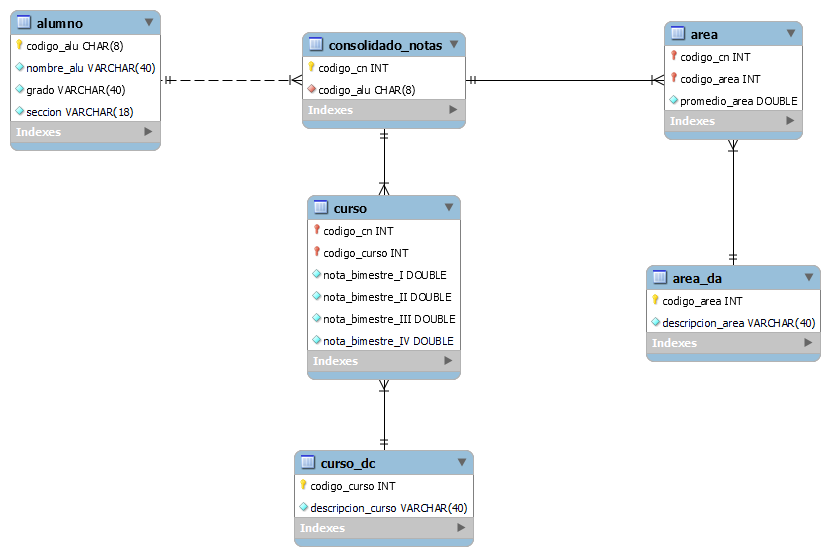 alumno
codigo_alu CHAR(8)
nombre_alu VARCHAR(40)
grado VARCHAR(40)
seccion VARCHAR(18)
Indexes
consolidado_notas
codigo_cn INT
codigo_alu CHAR(8)
Indexes
area
codigo_cn INT
codigo_area INT
promedio_area DOUBLE
Indexes
curso
codigo_cn INT
codigo_curso INT
nota_bimestre_I DOUBLE
nota_bimestre_II DOUBLE
nota_bimestre_III DOUBLE
nota_bimestre_IV DOUBLE
Indexes
area_da
codigo_area INT
descripcion_area VARCHAR(40)
Indexes
curso_dc
codigo_curso INT
descripcion_curso VARCHAR(40)
Indexes